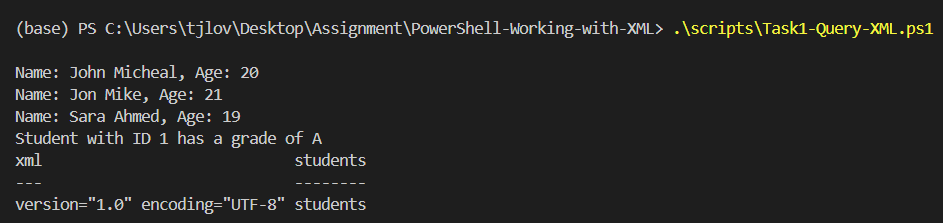 (base) PS C:\Users\tjlov\Desktop\Assignment\PowerShell-Working-with-XML> .\scripts\Task1-Query-XML.ps1
Name: John Micheal, Age: 20
Name: Jon Mike, Age: 21
Name: Sara Ahmed, Age: 19
Student with ID 1 has a grade of A
xml                            students
---                            --------
version="1.0" encoding="UTF-8" students